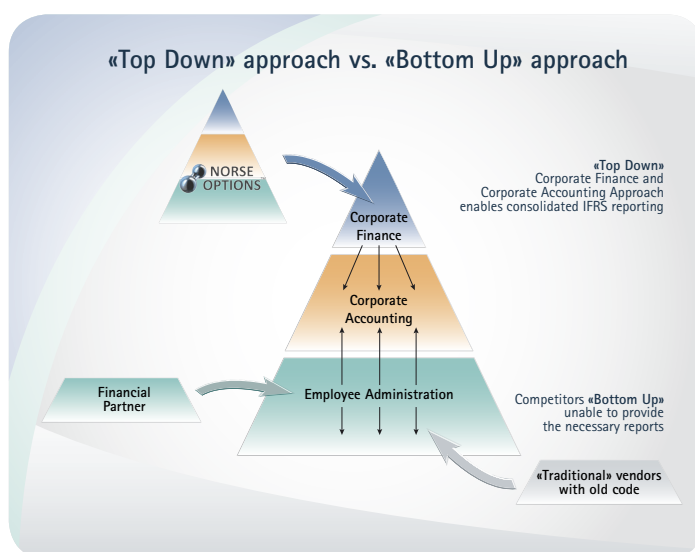 «Top Down» approach vs. «Bottom Up» approach
NORSE
OPTIONS
«Top Down»
Corporate Finance and
Corporate Accounting Approach
enables consolidated IFRS reporting
Corporate
Finance
Corporate
Accounting
Financial
Partner
Employee Administration
Competitors «Bottom Up»
unable to provide
the necessary reports
«Traditional» vendors
with old code